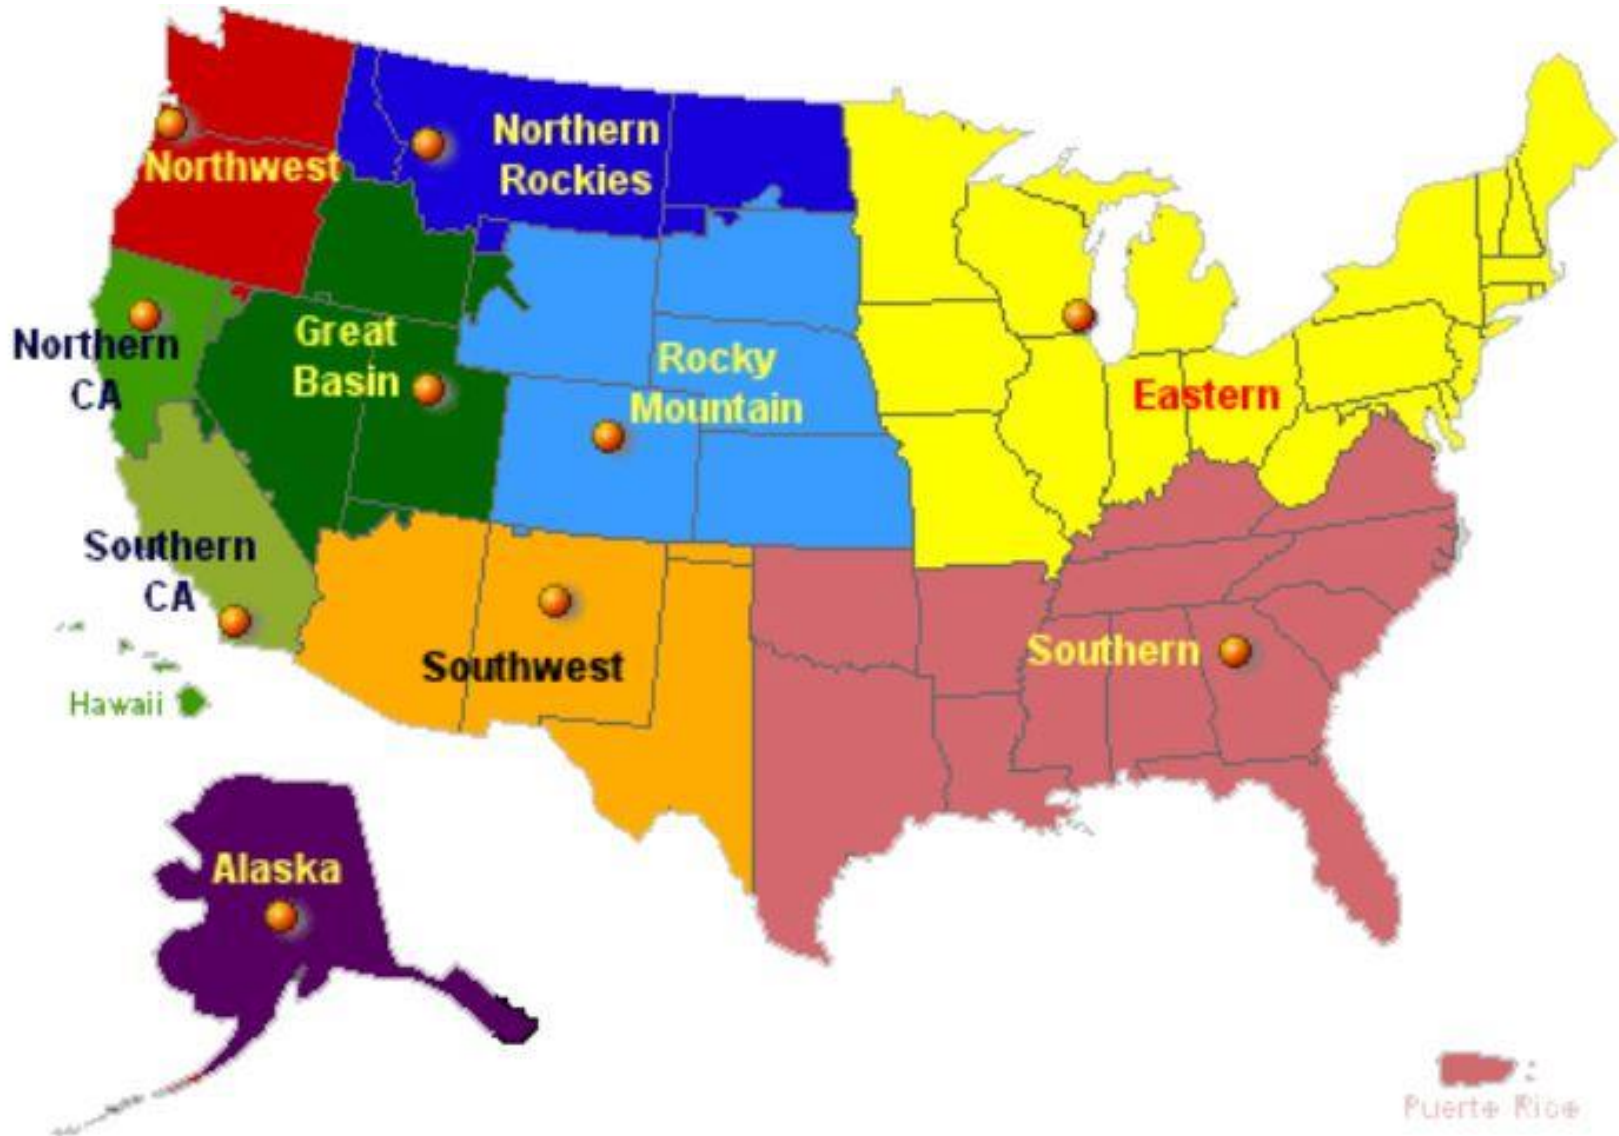 Northern
Rockies
Northwest
Great
Basin
Northern
CA
Rocky
Mountain
Eastern
Southern
CA
Southwest
Southern
Hawaii
Alaska
Puerto Rico